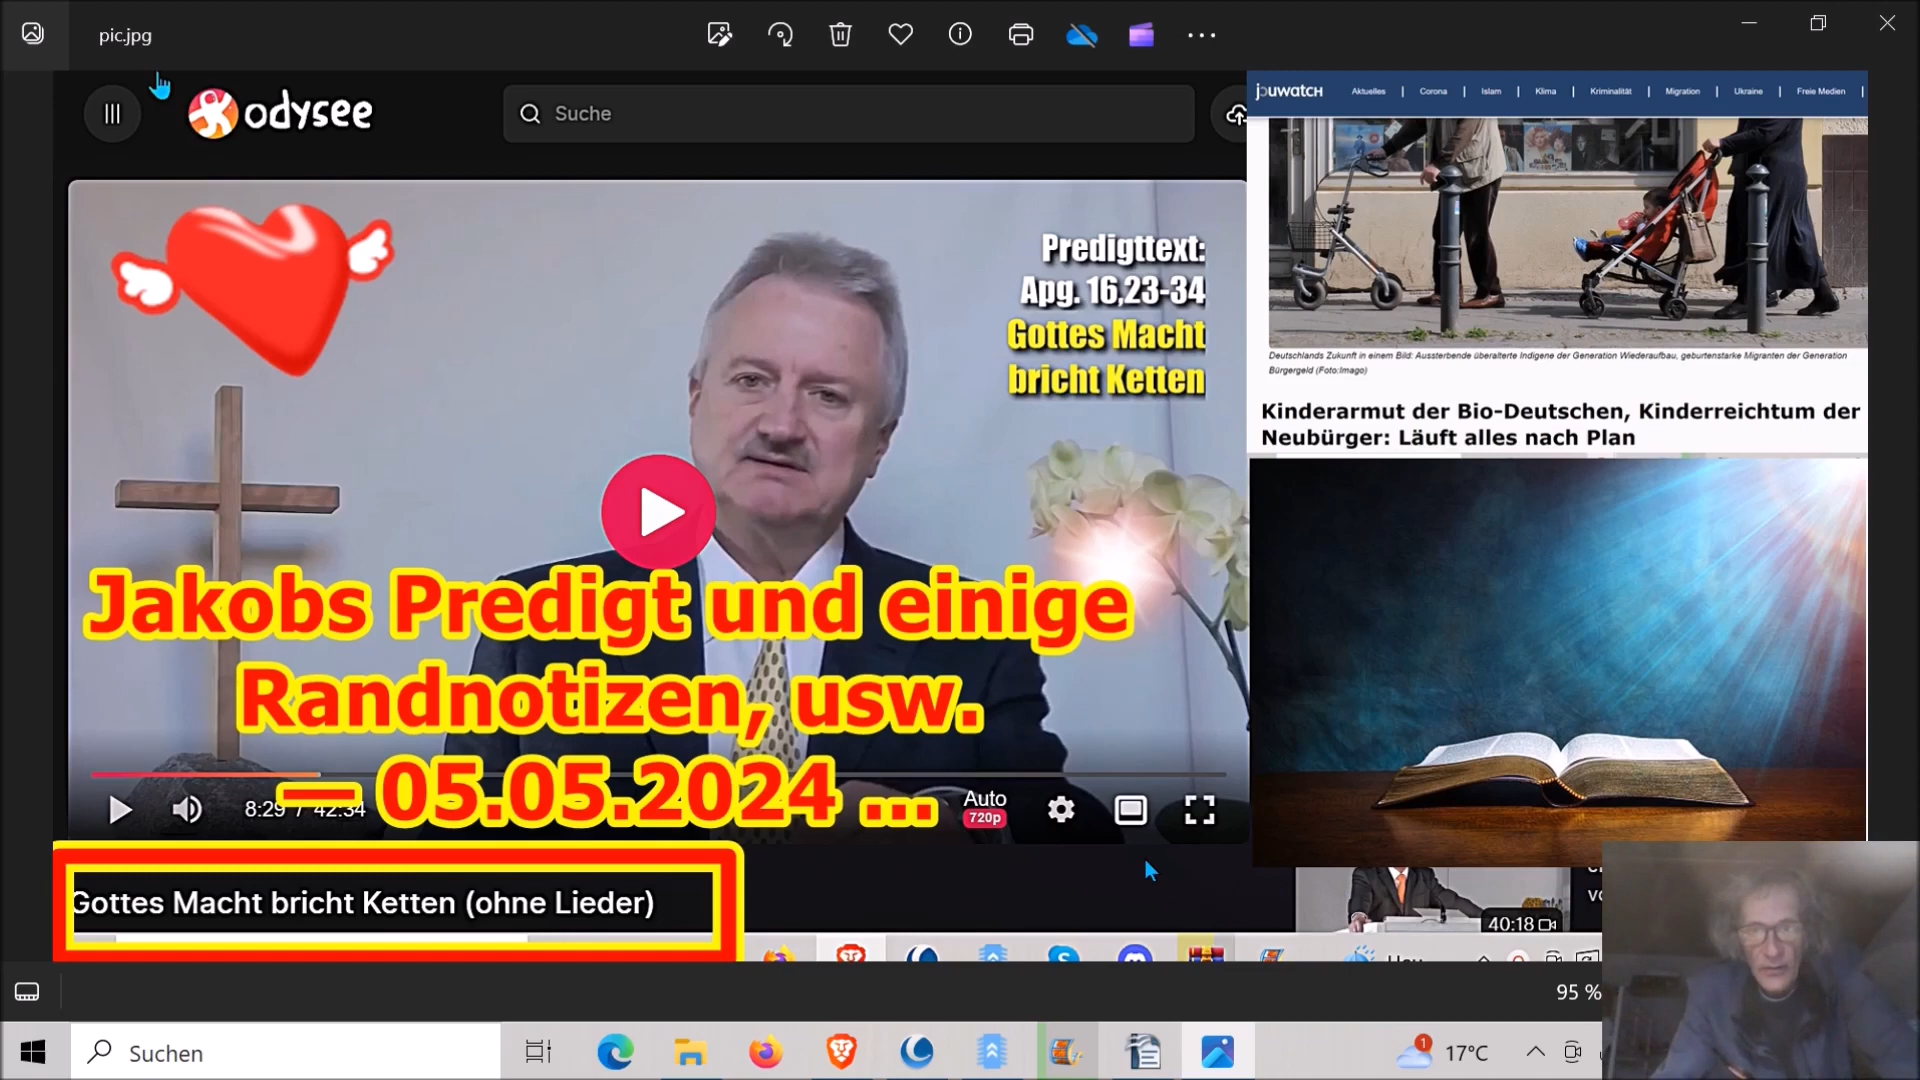 pic.jpg
odysee
Suche
jouwatch
Aktuelles | Corona | Islam | Klima | Kriminalität | Migration | Ukraine | Freie Medien |
Predigttext:
Apg. 16,23-34
Gottes Macht
bricht Ketten
Deutschlands Zukunft in einem Bild: Aussterbende überalterte Indigene der Generation Wiederaufbau, geburtenstarke Migranten der Generation
Bürgergeld (Foto:Imago)
Kinderarmut der Bio-Deutschen, Kinderreichtum der
Neubürger: Läuft alles nach Plan
Jakobs Predigt und einige
Randnotizen, usw.
— 05.05.2024 ...
8:29 / 42:34
Auto
720p
Gottes Macht bricht Ketten (ohne Lieder)
40:18
95 %
Suchen
1
17°C